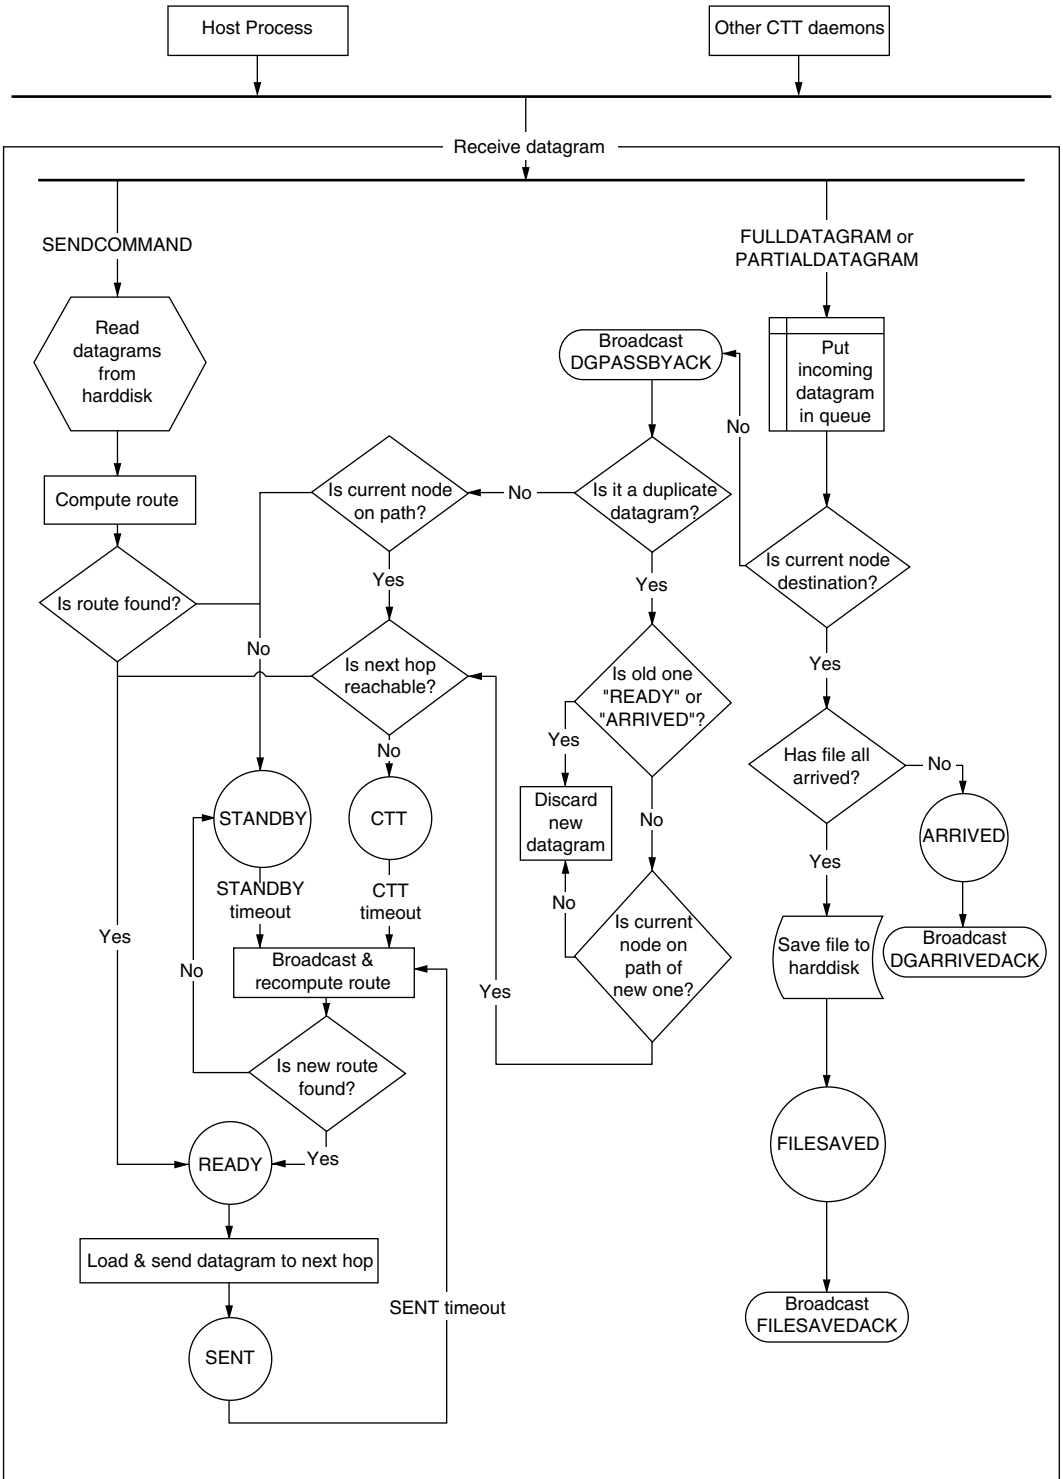 Host Process
Other CTT daemons
Receive datagram
SENDCOMMAND
FULLDATAGRAM or
PARTIALDATAGRAM
Read
datagrams
from
harddisk
Broadcast
DGPASSBYACK
Put
incoming
datagram
in queue
No
Compute route
Is current node
on path?
No
Is it a duplicate
datagram?
Is current node
destination?
Yes
Yes
Is route found?
No
Yes
Is next hop
reachable?
Is old one
"READY" or
"ARRIVED"?
Yes
No
Has file all
arrived?
No
STANDBY
CTT
Discard
new
datagram
No
ARRIVED
Yes
STANDBY
timeout
CTT
timeout
No
Is current
node on
path of
new one?
Save file to
harddisk
Broadcast
DGARRIVEDACK
Yes
No
Broadcast &
recompute route
Yes
Is new route
found?
FILESAVED
READY
Yes
Load & send datagram to next hop
SENT timeout
Broadcast
FILESAVEDACK
SENT